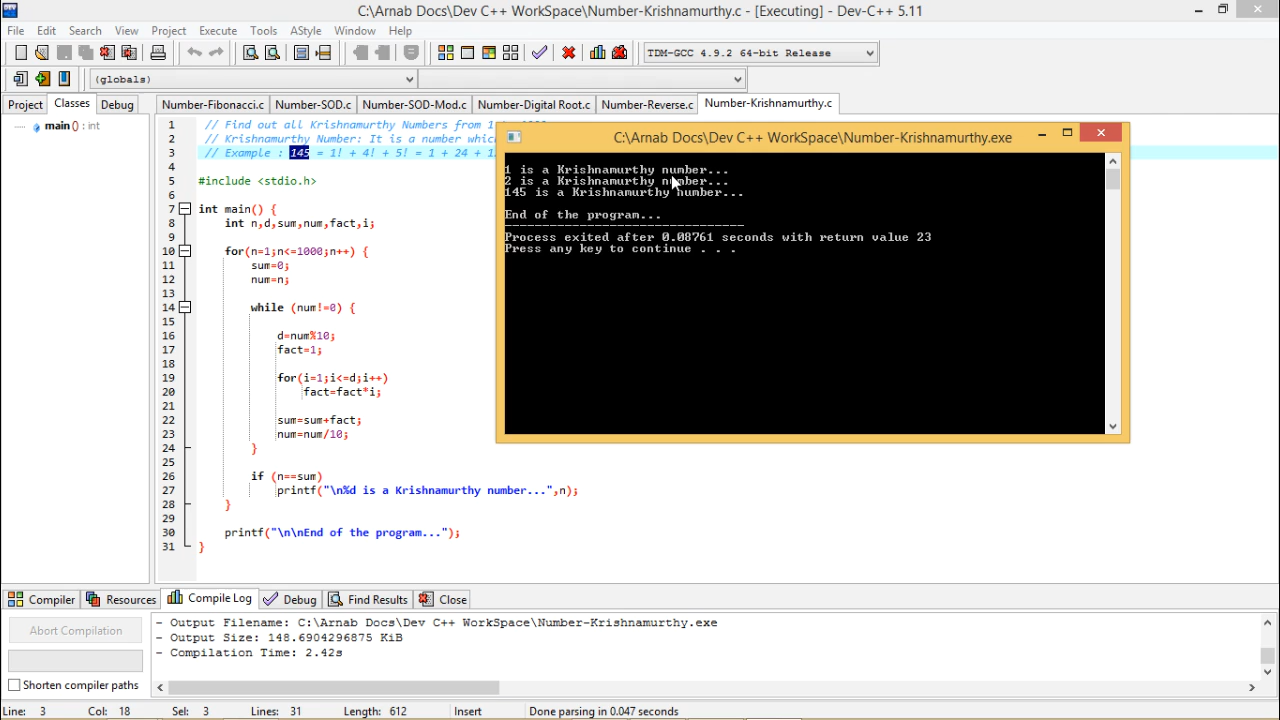 C:\Arnab Docs\Dev C++ WorkSpace\Number-Krishnamurthy.c - [Executing] - Dev-C++ 5.11
File Edit Search View Project Execute Tools AStyle Window Help
TDM-GCC 4.9.2 64-bit Release
(globals)
Project Classes Debug Number-Fibonacci.c Number-SOD.c Number-SOD-Mod.c Number-Digital Root.c Number-Reverse.c Number-Krishnamurthy.c
main () : int
1 // Find out all Krishnamurthy Numbers from 1
2 // Krishnamurthy Number: It is a number
3 // Example : 145 = 1! + 4! + 5! = 1 + 24 +
4
5 #include <stdio.h>
6
7 int main() {
8 int n,d,sum,num,fact,i;
9
10 for(n=1;n<=1000;n++) {
11 sum=0;
12 num=n;
13
14 while (num!=0) {
15
16 d=num%10;
17 fact=1;
18
19 for(i=1;i<=d;i++)
20 fact=fact*i;
21
22 sum=sum+fact;
23 num=num/10;
24 }
25
26 if (n==sum)
27 printf("\n%d is a Krishnamurthy number...",n);
28 }
29
30 printf("\n\nEnd of the program...");
31 }
C:\Arnab Docs\Dev C++ WorkSpace\Number-Krishnamurthy.exe
1 is a Krishnamurthy number...
2 is a Krishnamurthy number...
145 is a Krishnamurthy number...
End of the program...
--------------------------------
Process exited after 0.08761 seconds with return value 23
Press any key to continue . . .
Compiler Resources Compile Log Debug Find Results Close
Abort Compilation
Shorten compiler paths
- Output Filename: C:\Arnab Docs\Dev C++ WorkSpace\Number-Krishnamurthy.exe
- Output Size: 148.6904296875 KiB
- Compilation Time: 2.42s
Line: 3 Col: 18 Sel: 3 Lines: 31 Length: 612 Insert Done parsing in 0.047 seconds